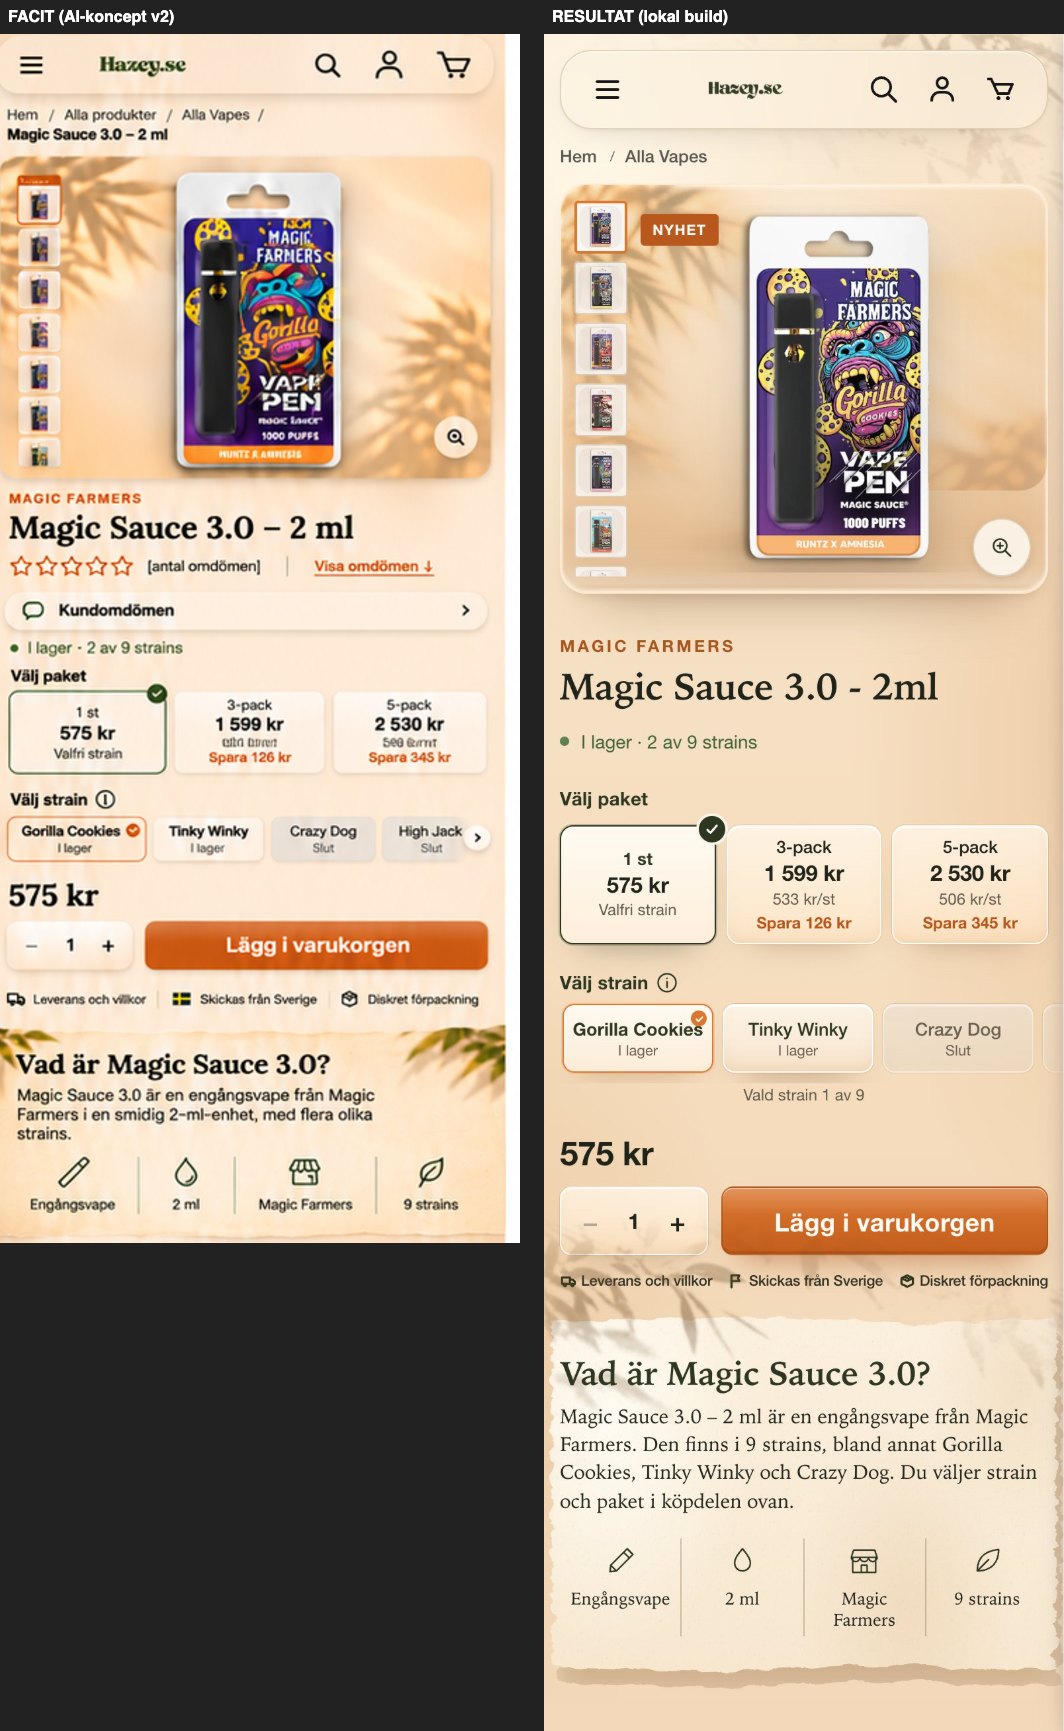 FACIT (AI-koncept v2)
Hazey.se
Hem / Alla produkter / Alla Vapes /
Magic Sauce 3.0 – 2 ml
MAGIC
FARMERS
Gorilla
VAPE
PEN
1000 PUFFS
RUNTZ X AMNESIA
MAGIC FARMERS
Magic Sauce 3.0 – 2 ml
[antal omdömen]
Visa omdömen ↓
Kundomdömen
I lager · 2 av 9 strains
Välj paket
1 st
575 kr
Valfri strain
3-pack
1 599 kr
Spara 126 kr
5-pack
2 530 kr
Spara 345 kr
Välj strain
Gorilla Cookies
I lager
Tinky Winky
I lager
Crazy Dog
Slut
High Jack
Slut
575 kr
− 1 +
Lägg i varukorgen
Leverans och villkor
Skickas från Sverige
Diskret förpackning
Vad är Magic Sauce 3.0?
Magic Sauce 3.0 är en engångsvape från Magic
Farmers i en smidig 2-ml-enhet, med flera olika
strains.
Engångsvape
2 ml
Magic Farmers
9 strains
RESULTAT (lokal build)
Hazey.se
Hem / Alla Vapes
NYHET
MAGIC
FARMERS
Gorilla
COOKIES
VAPE
PEN
MAGIC SAUCE®
1000 PUFFS
RUNTZ X AMNESIA
MAGIC FARMERS
Magic Sauce 3.0 - 2ml
I lager · 2 av 9 strains
Välj paket
1 st
575 kr
Valfri strain
3-pack
1 599 kr
533 kr/st
Spara 126 kr
5-pack
2 530 kr
506 kr/st
Spara 345 kr
Välj strain
Gorilla Cookies
I lager
Tinky Winky
I lager
Crazy Dog
Slut
Vald strain 1 av 9
575 kr
− 1 +
Lägg i varukorgen
Leverans och villkor
Skickas från Sverige
Diskret förpackning
Vad är Magic Sauce 3.0?
Magic Sauce 3.0 – 2 ml är en engångsvape från Magic
Farmers. Den finns i 9 strains, bland annat Gorilla
Cookies, Tinky Winky och Crazy Dog. Du väljer strain
och paket i köpdelen ovan.
Engångsvape
2 ml
Magic
Farmers
9 strains